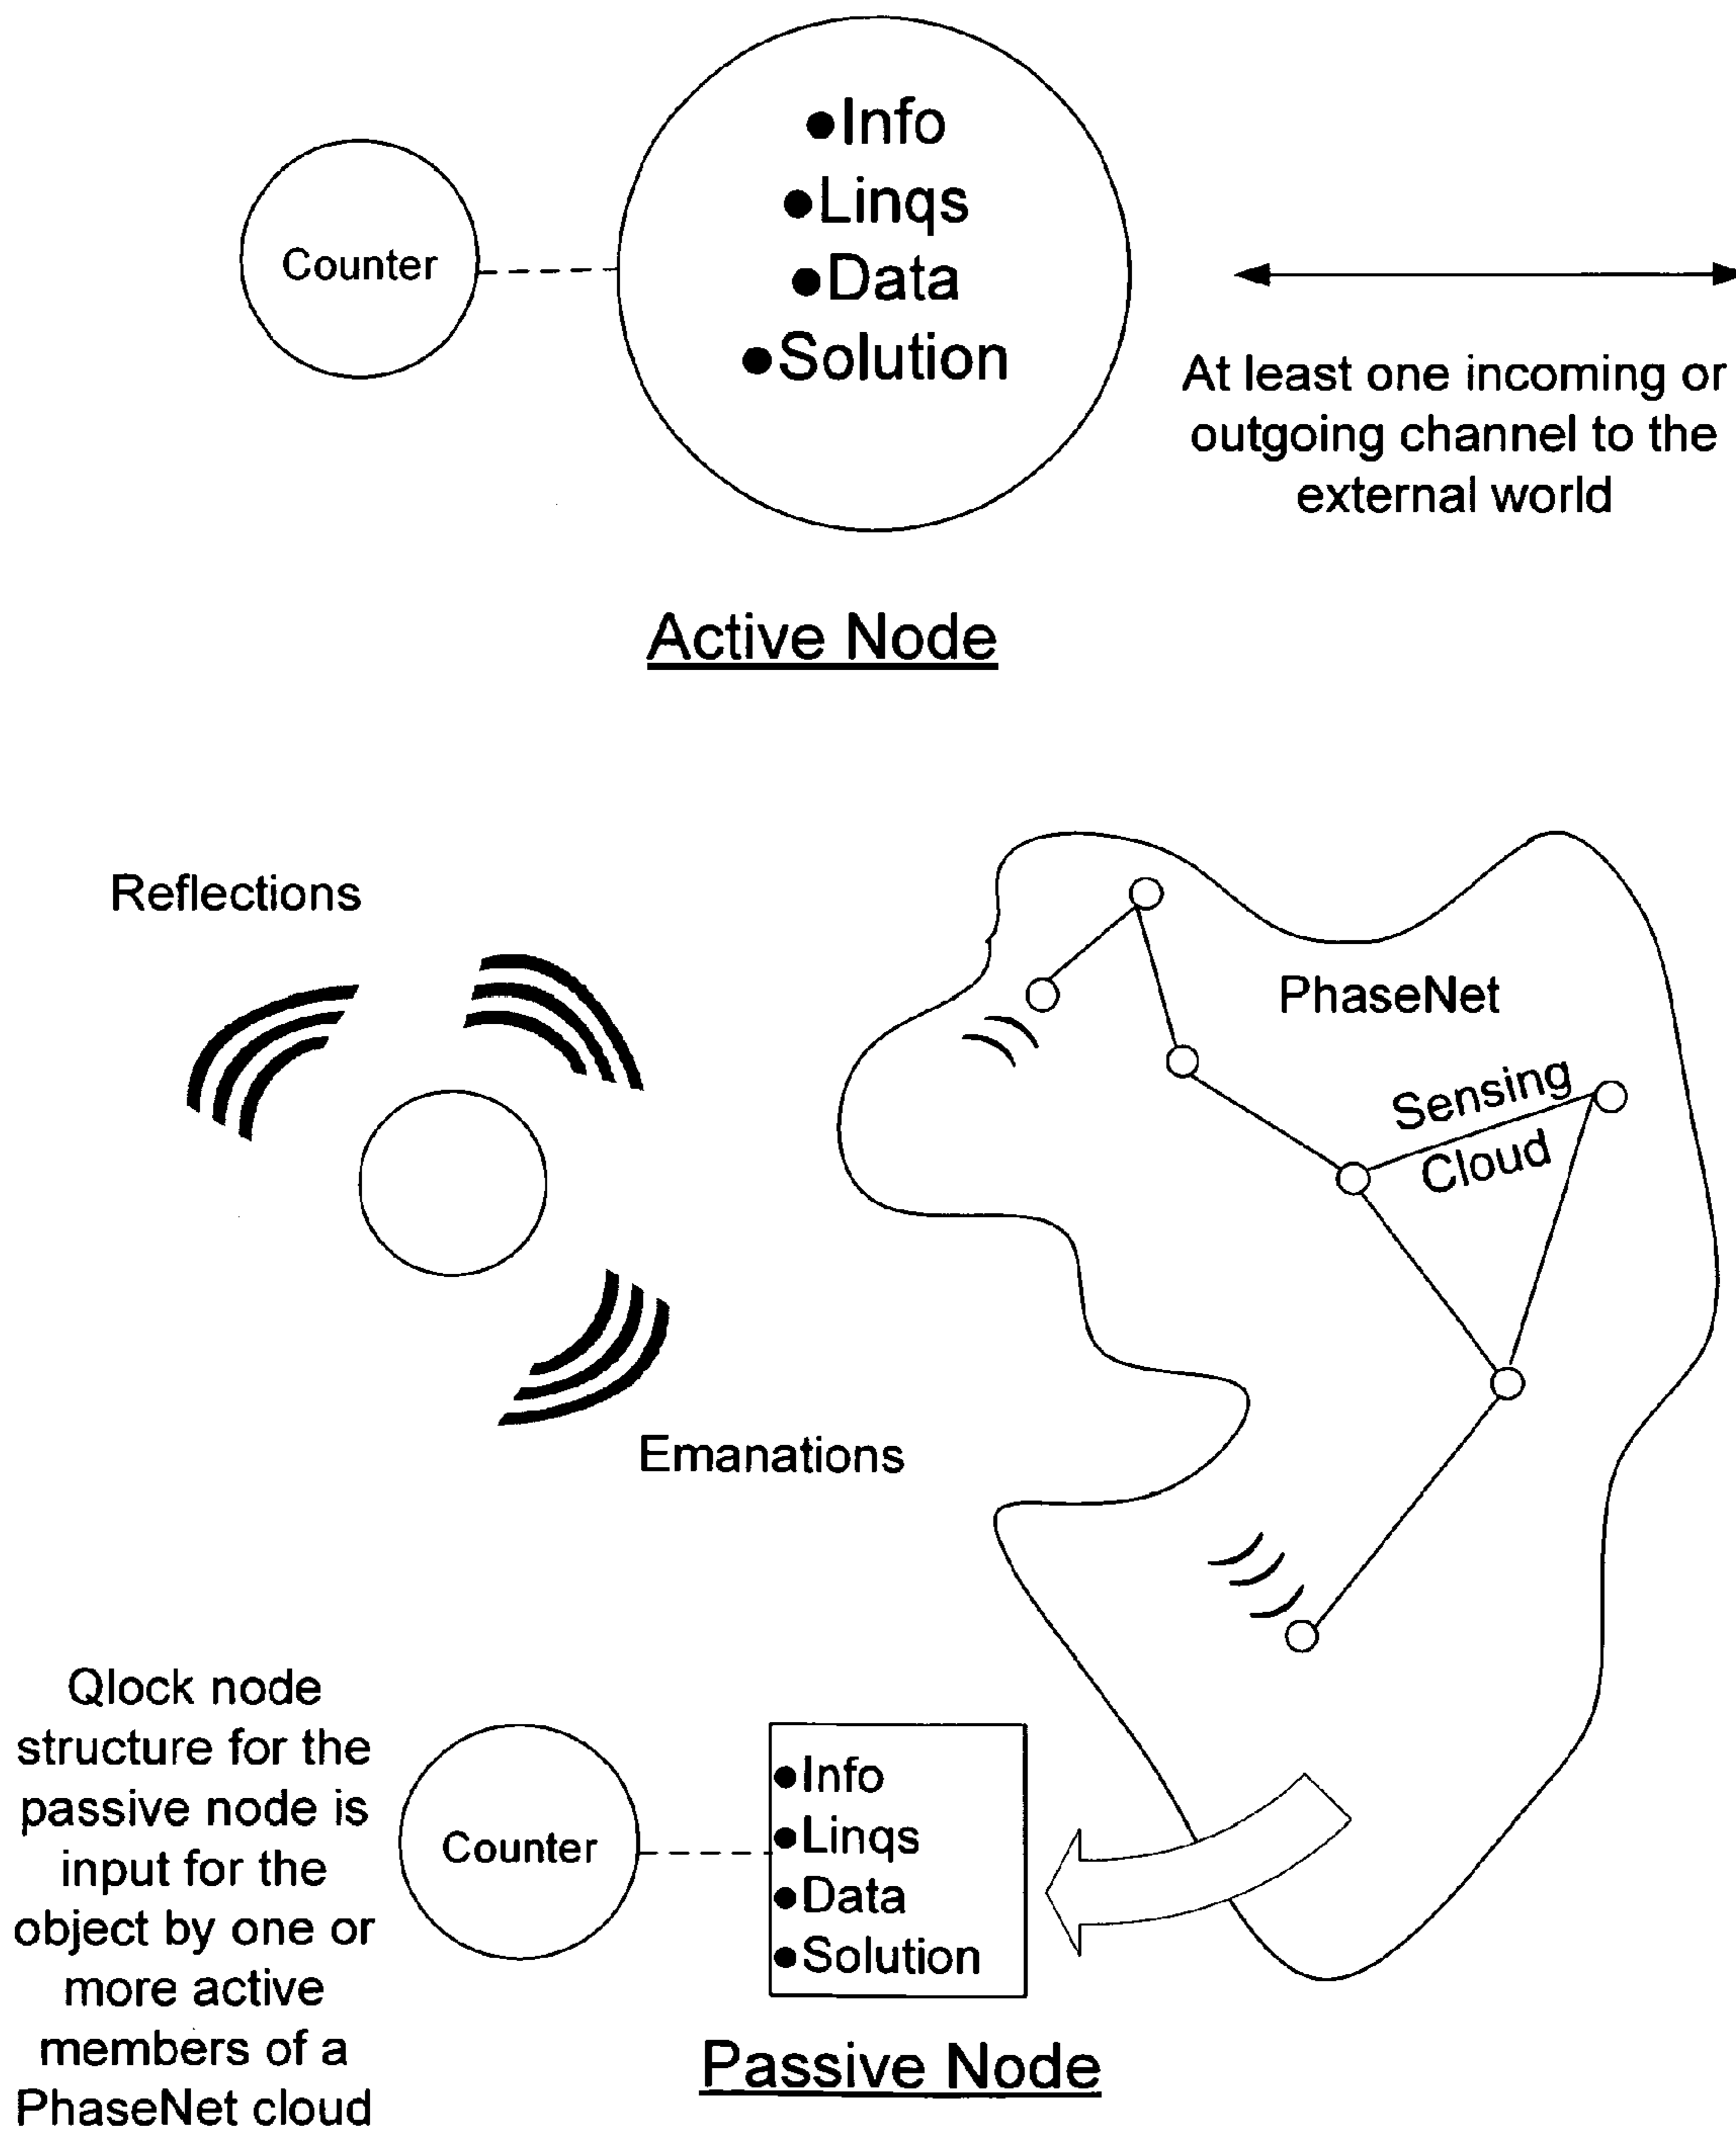 ●Info
●Linqs
Counter
●Data
●Solution
At least one incoming or
outgoing channel to the
external world
Active Node
Reflections
PhaseNet
Sensing
Cloud
Emanations
Qlock node
structure for the
passive node is
input for the
object by one or
more active
members of a
PhaseNet cloud
Counter
●Info
●Linqs
●Data
●Solution
Passive Node